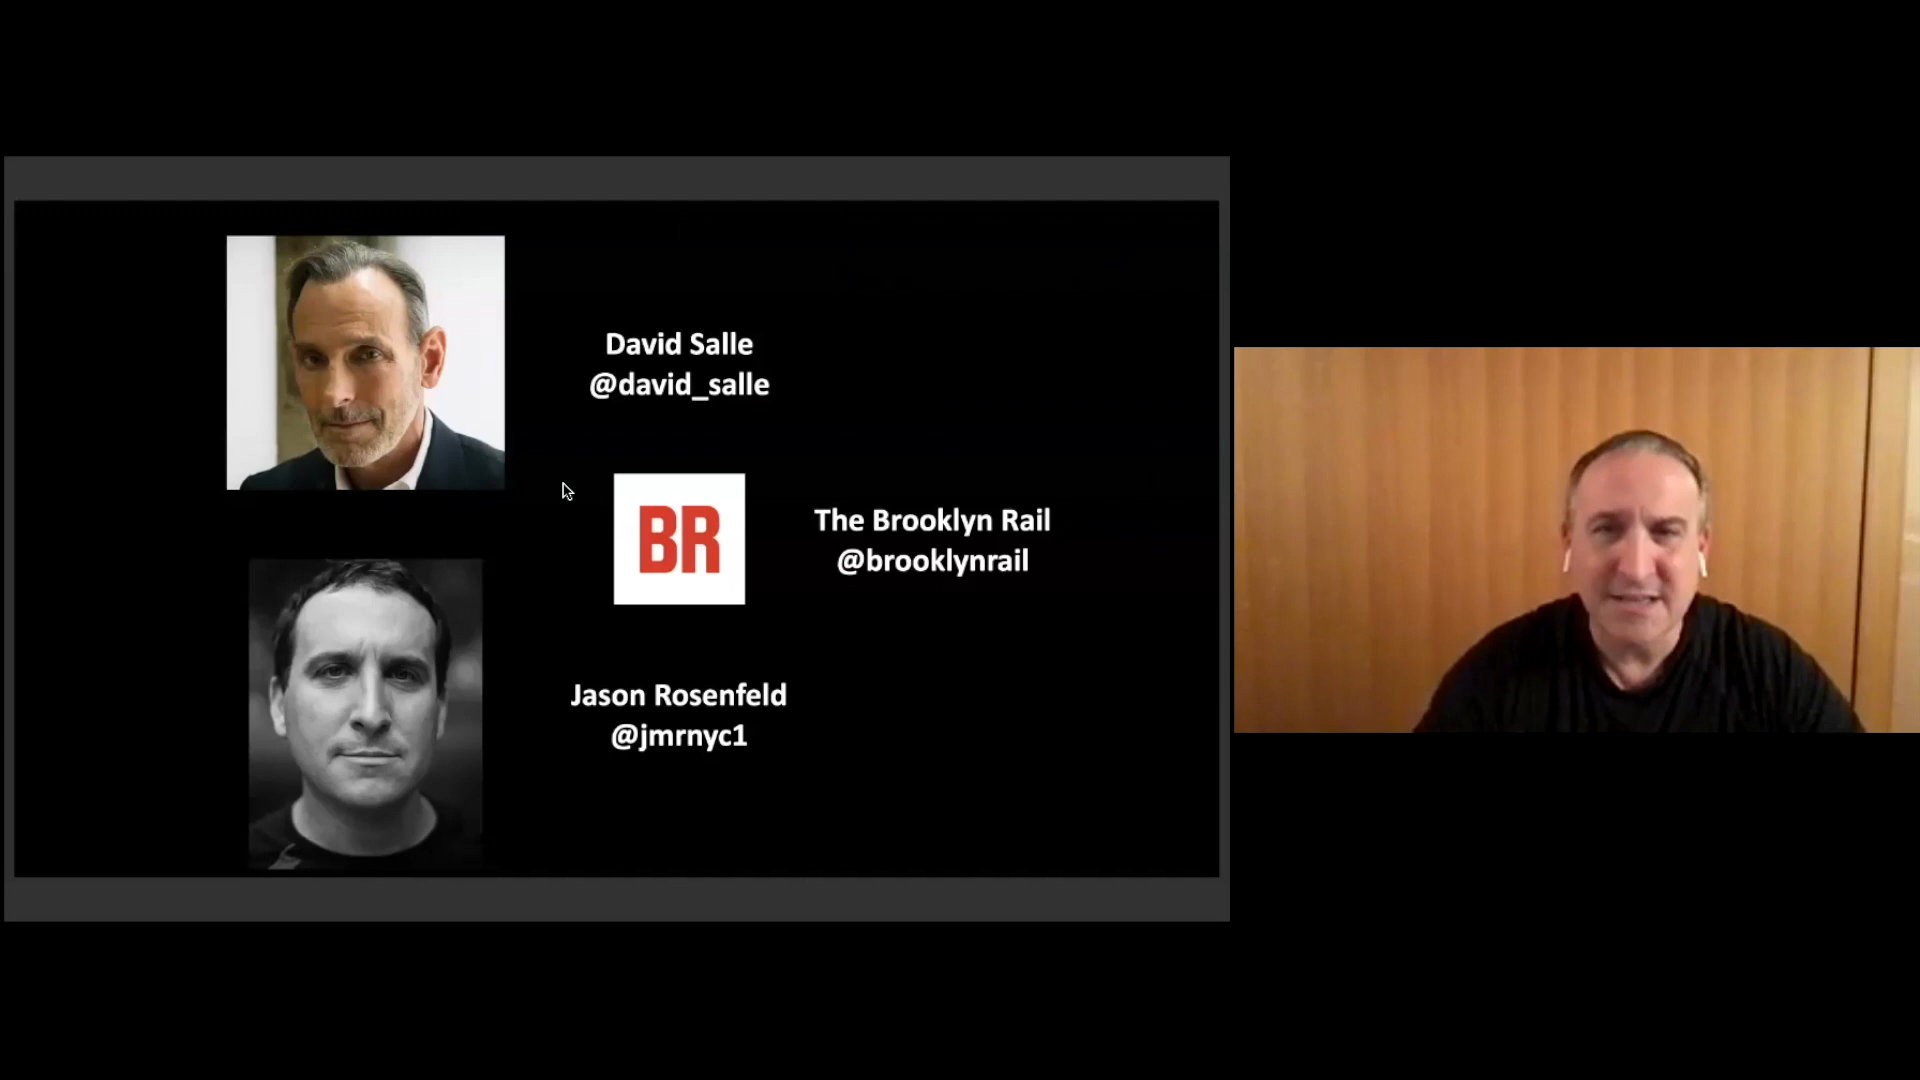 David Salle
@david_salle
BR
The Brooklyn Rail
@brooklynrail
Jason Rosenfeld
@jmrnyc1